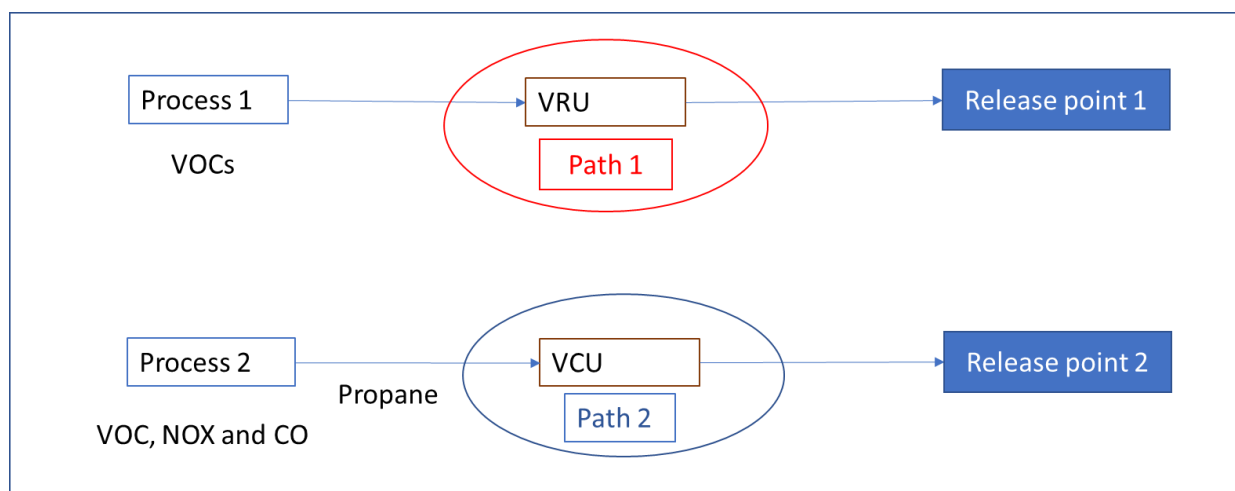 Process 1
VRU
Release point 1
VOCs
Path 1
Process 2
VCU
Release point 2
Propane
Path 2
VOC, NOX and CO